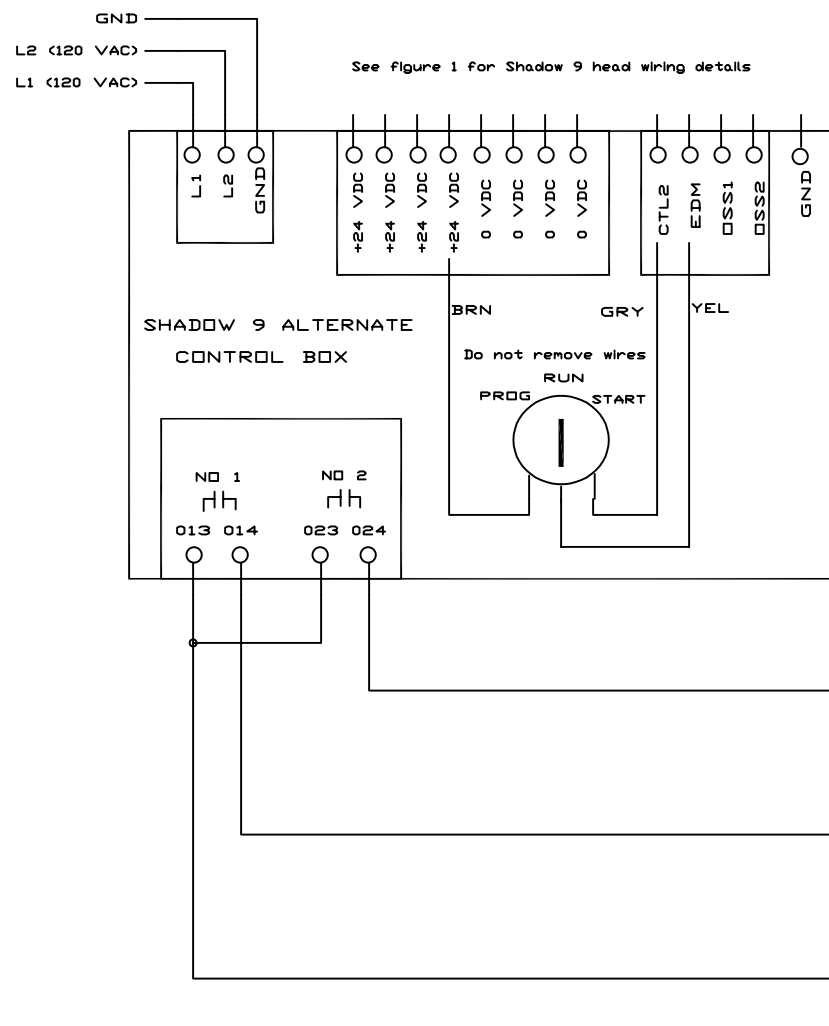 GND
L2 (120 VAC)
L1 (120 VAC)
See figure 1 for Shadow 9 head wiring details
L1
L2
GND
+24 VDC
+24 VDC
+24 VDC
+24 VDC
0 VDC
0 VDC
0 VDC
0 VDC
CTL2
EDM
OSS1
OSS2
GND
BRN
GRY
YEL
SHADOW 9 ALTERNATE
CONTROL BOX
Do not remove wires
RUN
PROG
START
NO 1
NO 2
013
014
023
024